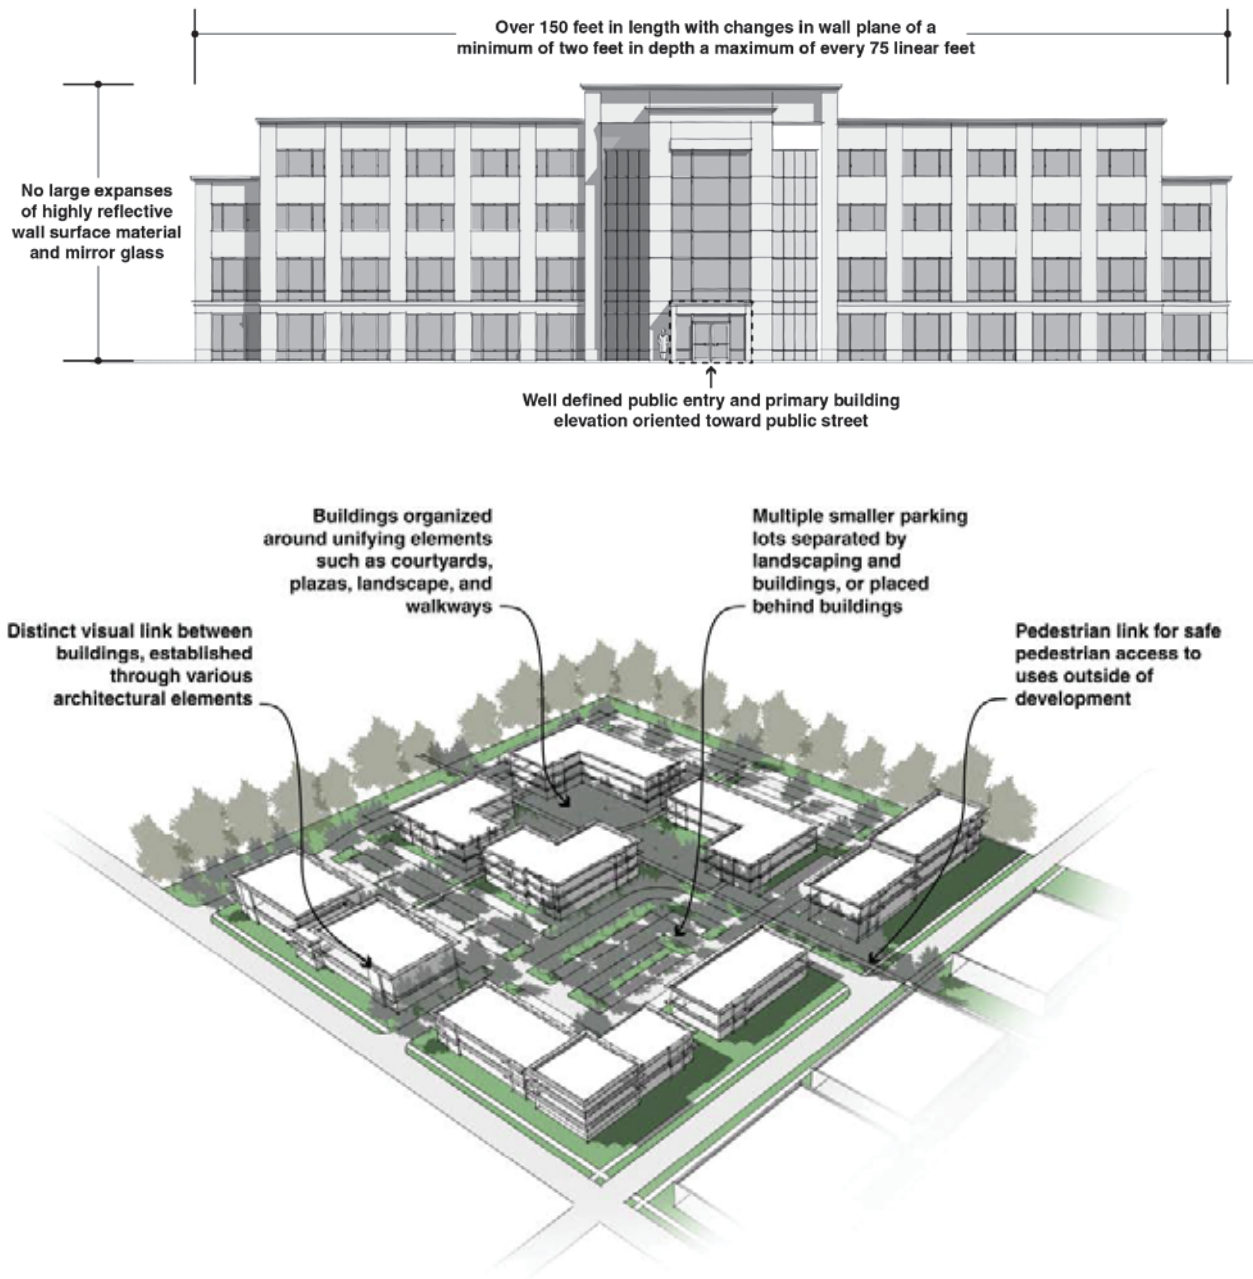 Over 150 feet in length with changes in wall plane of a
minimum of two feet in depth a maximum of every 75 linear feet
No large expanses
of highly reflective
wall surface material
and mirror glass
Well defined public entry and primary building
elevation oriented toward public street
Buildings organized
around unifying elements
such as courtyards,
plazas, landscape, and
walkways
Multiple smaller parking
lots separated by
landscaping and
buildings, or placed
behind buildings
Distinct visual link between
buildings, established
through various
architectural elements
Pedestrian link for safe
pedestrian access to
uses outside of
development